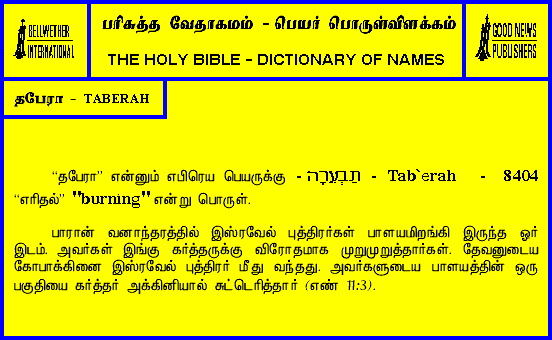 BELLWETHER
INTERNATIONAL
பரிசுத்த வேதாகமம் - பெயர் பொருள்விளக்கம்
THE HOLY BIBLE - DICTIONARY OF NAMES
GOOD NEWS
PUBLISHERS
தபேரா - TABERAH
“தபேரா” என்னும் எபிரெய பெயருக்கு - תַּבְעֵרָה - Tab`erah - 8404
“எரிதல்” "burning" என்று பொருள்.
பாரான் வனாந்தரத்தில் இஸ்ரவேல் புத்திரர்கள் பாளயமிறங்கி இருந்த ஓர்
இடம். அவர்கள் இங்கு கர்த்தருக்கு விரோதமாக முறுமுறுத்தார்கள். தேவனுடைய
கோபாக்கினை இஸ்ரவேல் புத்திரர் மீது வந்தது. அவர்களுடைய பாளயத்தின் ஒரு
பகுதியை கர்த்தர் அக்கினியால் சுட்டெரித்தார் (எண் 11:3).